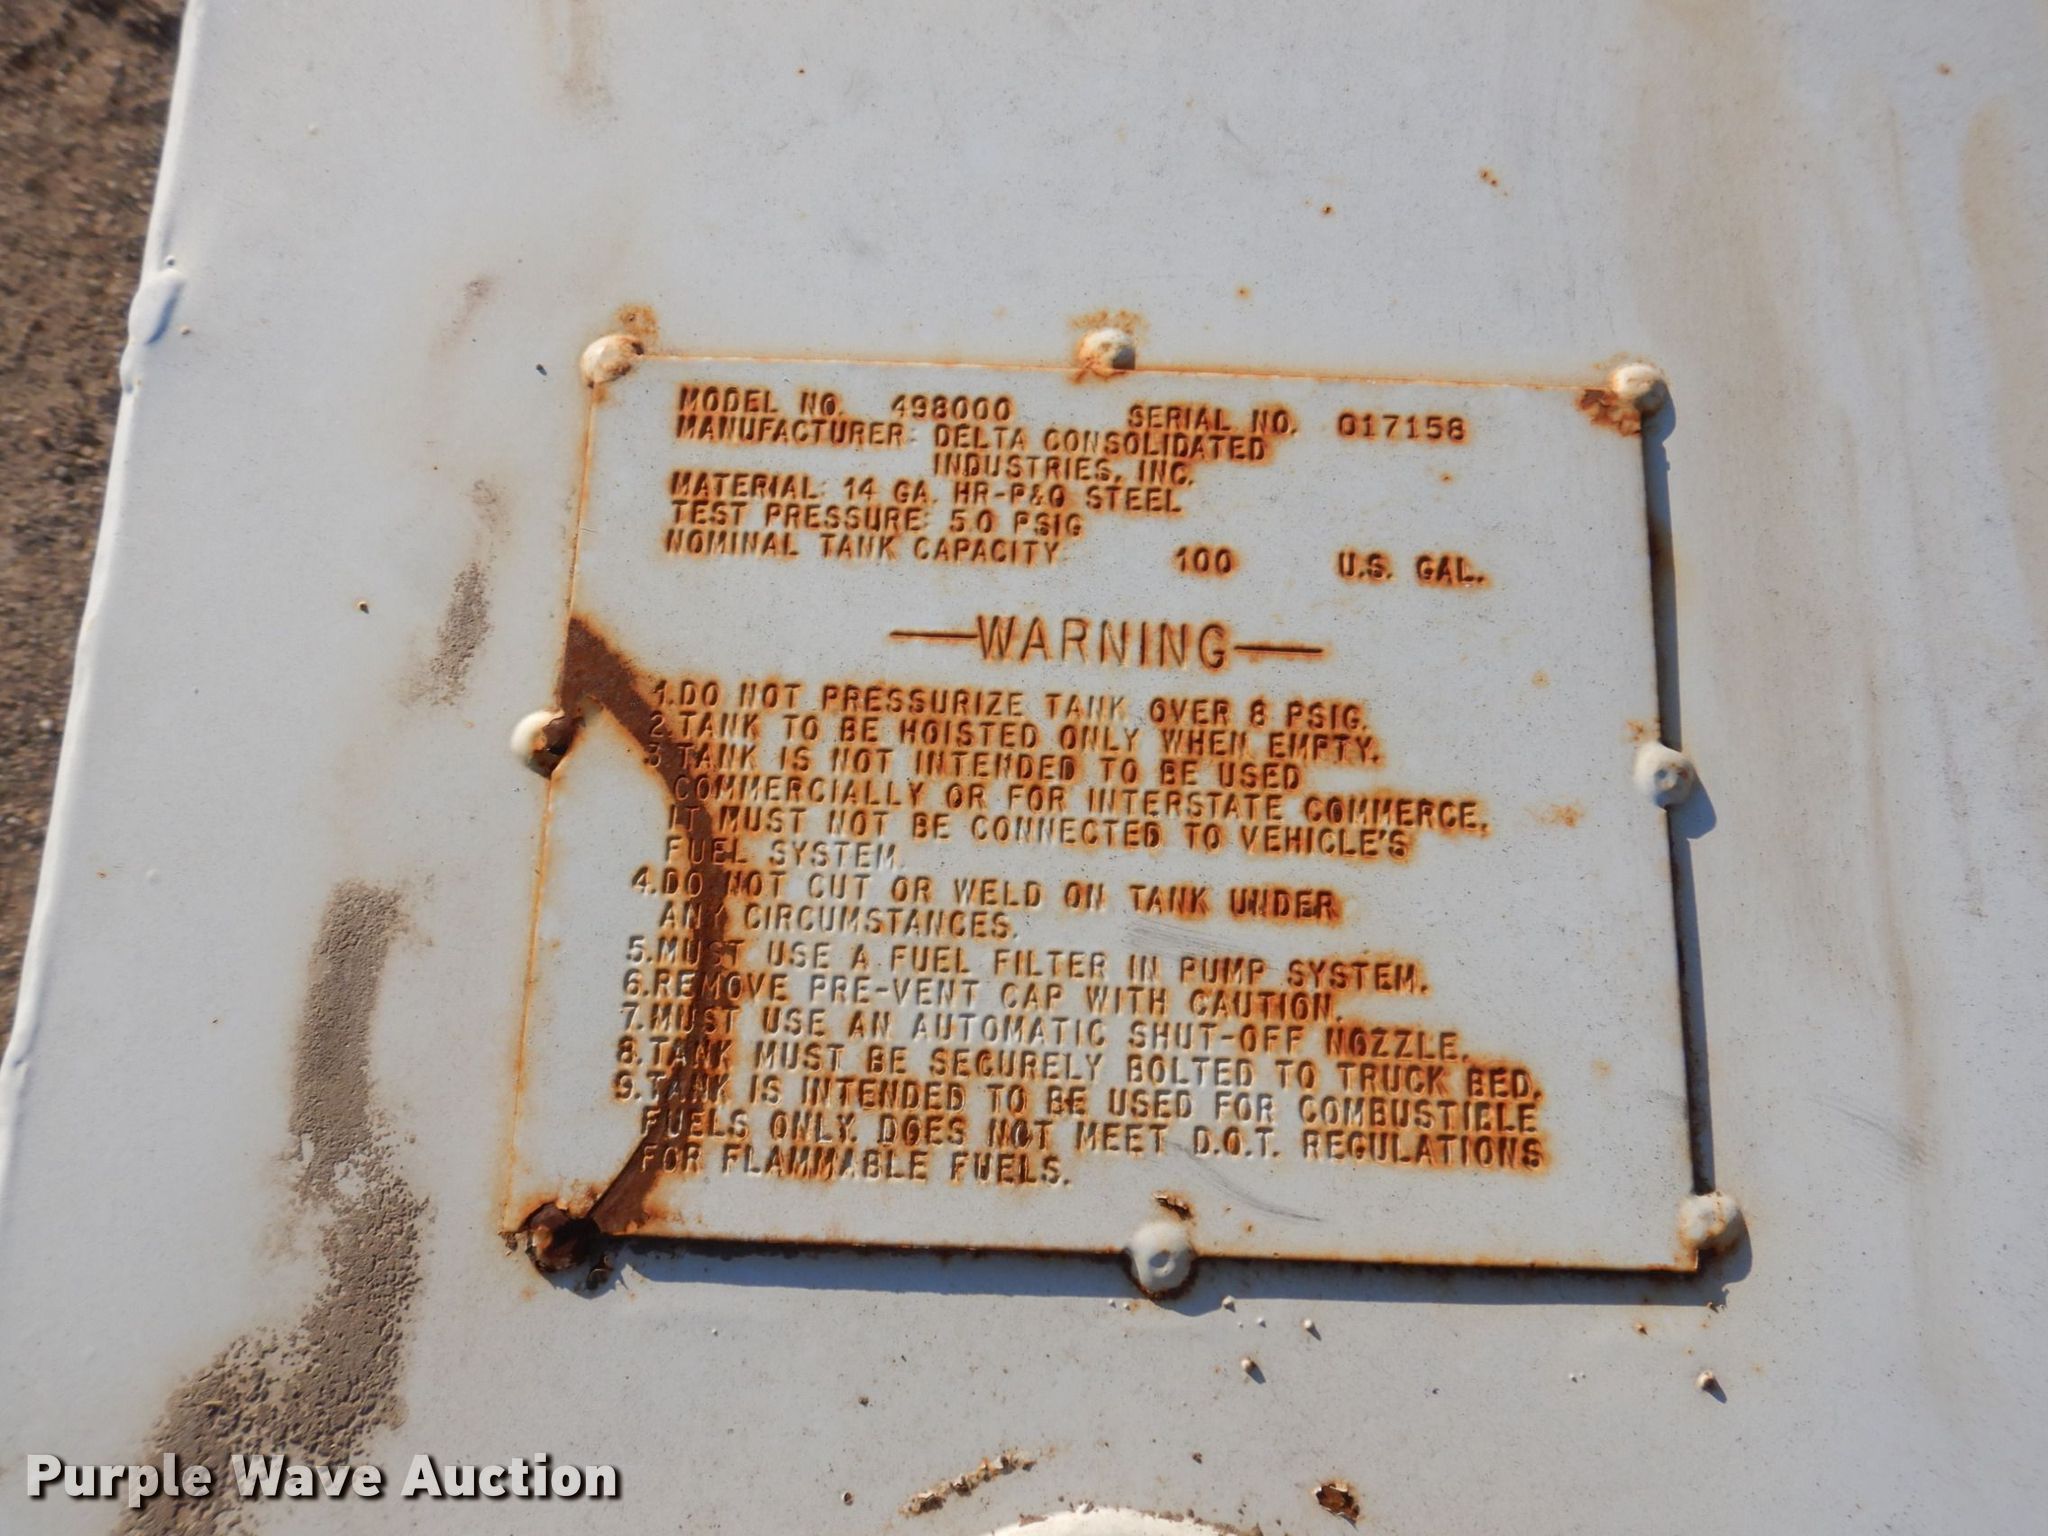 MODEL NO. 498000 SERIAL NO. 017158
MANUFACTURER: DELTA CONSOLIDATED
INDUSTRIES, INC.
MATERIAL: 14 GA. HR-P&O STEEL
TEST PRESSURE: 5.0 PSIG
NOMINAL TANK CAPACITY: 100 U.S. GAL.
—WARNING—
1. DO NOT PRESSURIZE TANK OVER 8 PSIG.
2. TANK TO BE HOISTED ONLY WHEN EMPTY.
3. TANK IS NOT INTENDED TO BE USED
COMMERCIALLY OR FOR INTERSTATE COMMERCE.
IT MUST NOT BE CONNECTED TO VEHICLE'S
FUEL SYSTEM.
4. DO NOT CUT OR WELD ON TANK UNDER
ANY CIRCUMSTANCES.
5. MUST USE A FUEL FILTER IN PUMP SYSTEM.
6. REMOVE PRE-VENT CAP WITH CAUTION.
7. MUST USE AN AUTOMATIC SHUT-OFF NOZZLE.
8. TANK MUST BE SECURELY BOLTED TO TRUCK BED.
9. TANK IS INTENDED TO BE USED FOR COMBUSTIBLE
FUELS ONLY. DOES NOT MEET D.O.T. REGULATIONS
FOR FLAMMABLE FUELS.
Purple Wave Auction